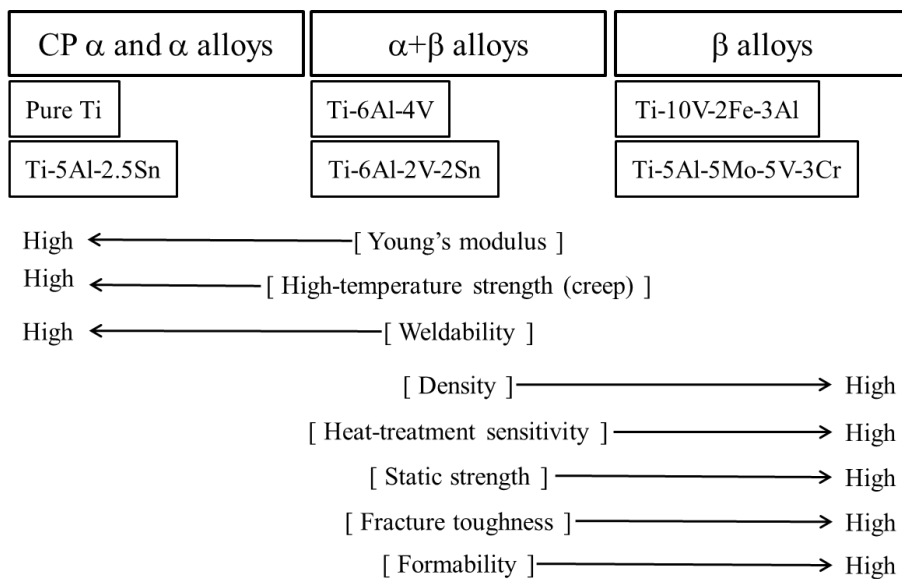 CP α and α alloys
α+β alloys
β alloys
Pure Ti
Ti-6Al-4V
Ti-10V-2Fe-3Al
Ti-5Al-2.5Sn
Ti-6Al-2V-2Sn
Ti-5Al-5Mo-5V-3Cr
High [ Young’s modulus ]
High [ High-temperature strength (creep) ]
High [ Weldability ]
[ Density ] High
[ Heat-treatment sensitivity ] High
[ Static strength ] High
[ Fracture toughness ] High
[ Formability ] High